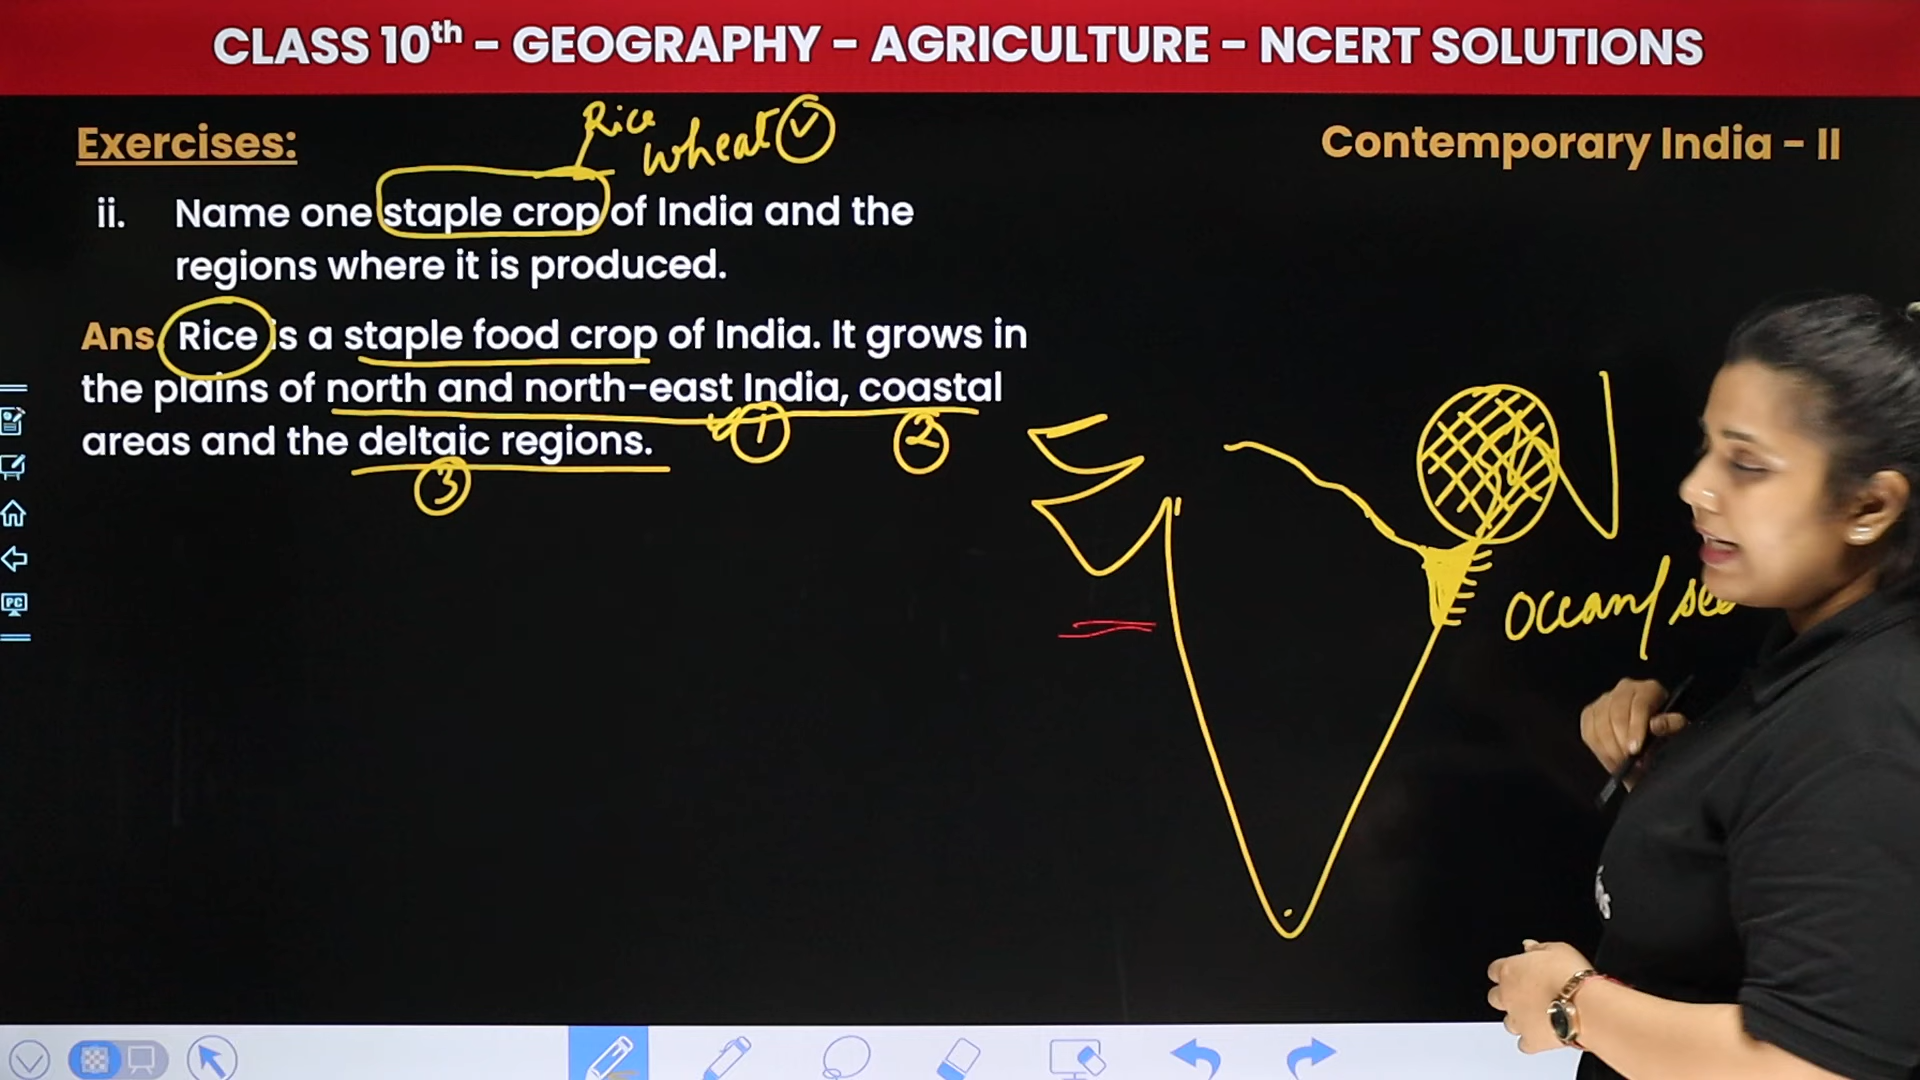 CLASS 10th - GEOGRAPHY - AGRICULTURE - NCERT SOLUTIONS
Exercises:
Rice
wheat
Contemporary India - II
ii. Name one staple crop of India and the
regions where it is produced.
Ans. Rice is a staple food crop of India. It grows in
the plains of north and north-east India, coastal
areas and the deltaic regions.
1
2
3
ocean/
PC